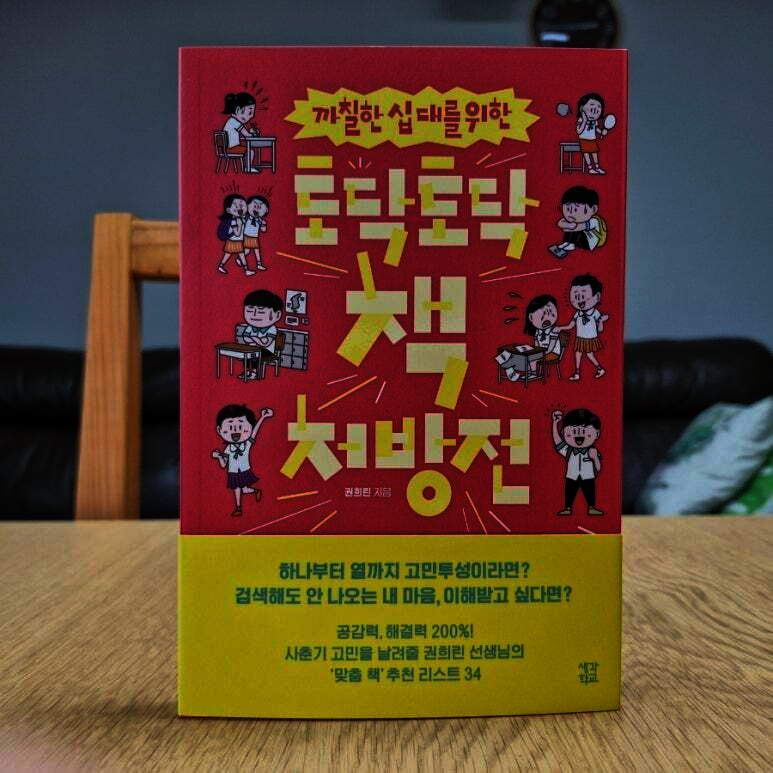 까칠한 십 대를 위한
토닥토닥
책
처방전
권희린 지음
하나부터 열까지 고민투성이라면?
검색해도 안 나오는 내 마음, 이해받고 싶다면?
공감력, 해결력 200%!
사춘기 고민을 날려줄 권희린 선생님의
'맞춤 책' 추천 리스트 34
생각
학교